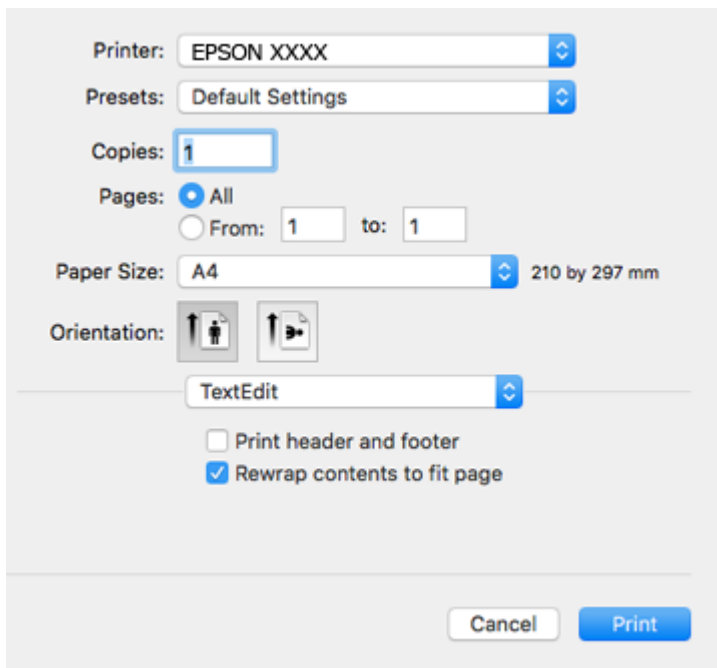 Printer: EPSON XXXX
Presets: Default Settings
Copies: 1
Pages: All
From: 1 to: 1
Paper Size: A4 210 by 297 mm
Orientation:
TextEdit
Print header and footer
Rewrap contents to fit page
Cancel Print